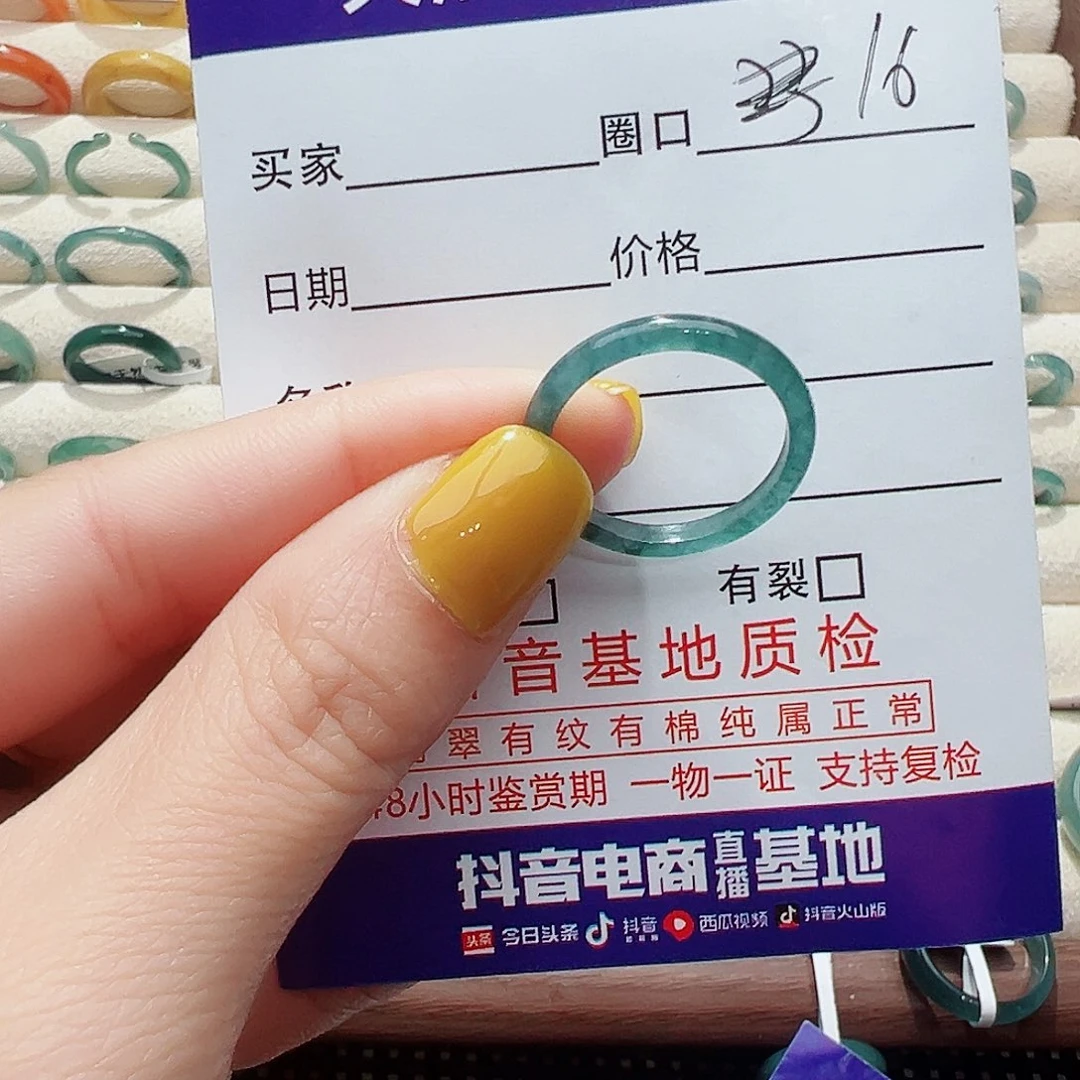 买家 圈口 16
日期 价格
有裂
音基地质检
翠有纹有棉纯属正常
48小时鉴赏期 一物一证 支持复检
抖音电商直播基地
头条 今日头条 抖音 西瓜视频 抖音火山版